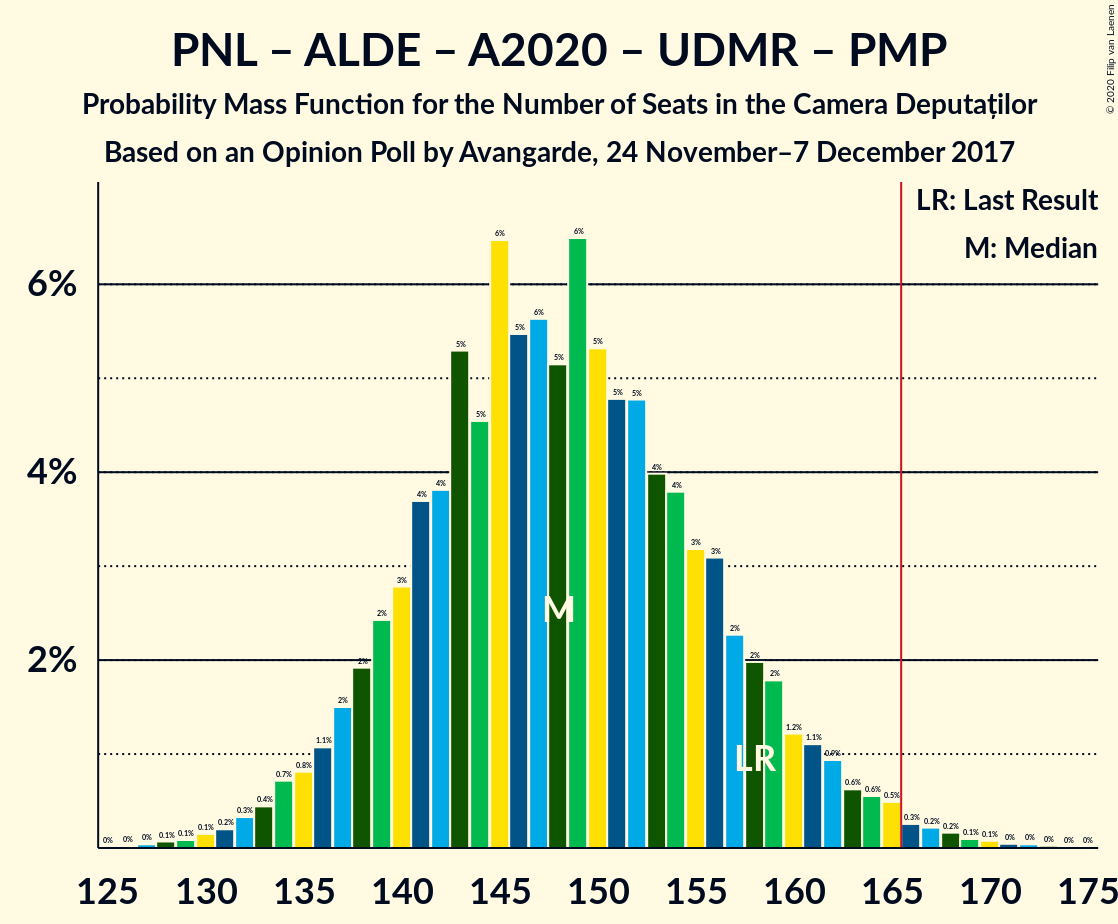 PNL – ALDE – A2020 – UDMR – PMP
Probability Mass Function for the Number of Seats in the Camera Deputaților
Based on an Opinion Poll by Avangarde, 24 November–7 December 2017
© 2020 Filip van Laenen
LR: Last Result
M: Median
6%
4%
2%
0% 0% 0% 0.1% 0.1% 0.1% 0.2% 0.3% 0.4% 0.7% 0.8% 1.1% 2% 2% 2% 3% 4% 4% 5% 5% 6% 5% 6% 5% 6% 5% 5% 5% 4% 4% 3% 3% 2% 2% 2% 1.2% 1.1% 0.9% 0.6% 0.6% 0.5% 0.3% 0.2% 0.2% 0.1% 0.1% 0% 0% 0% 0% 0%
M
LR
125 130 135 140 145 150 155 160 165 170 175